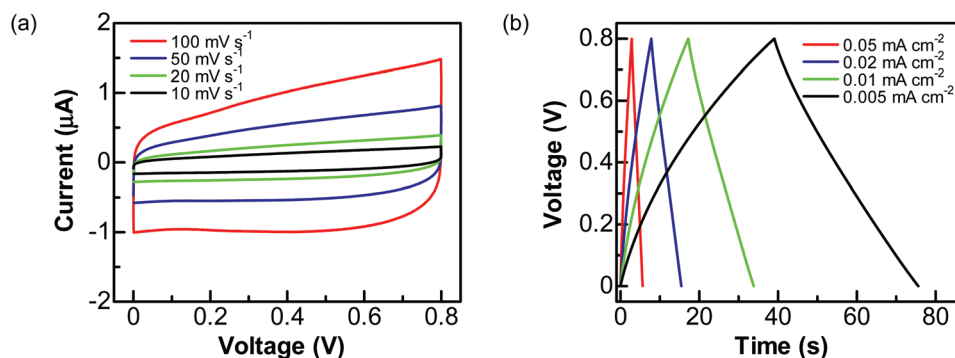 (a)
100 mV s⁻¹
50 mV s⁻¹
20 mV s⁻¹
10 mV s⁻¹
Current (μA)
2
1
0
-1
-2
0 0.2 0.4 0.6 0.8
Voltage (V)
(b)
0.05 mA cm⁻²
0.02 mA cm⁻²
0.01 mA cm⁻²
0.005 mA cm⁻²
Voltage (V)
0.8
0.6
0.4
0.2
0
0 20 40 60 80
Time (s)